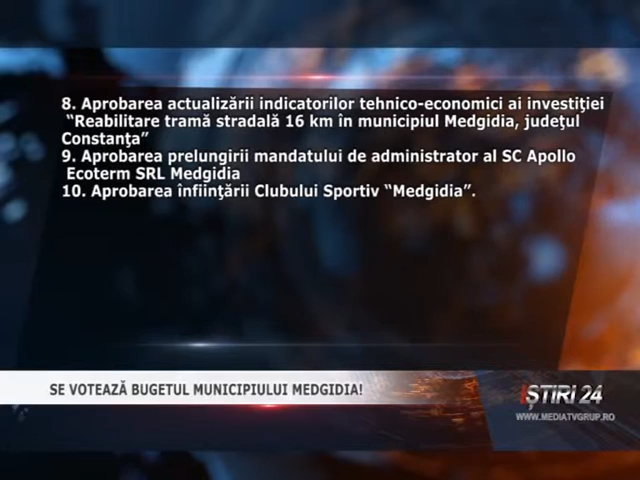 8. Aprobarea actualizării indicatorilor tehnico-economici ai investiţiei
“Reabilitare tramă stradală 16 km în municipiul Medgidia, judeţul
Constanţa”
9. Aprobarea prelungirii mandatului de administrator al SC Apollo
Ecoterm SRL Medgidia
10. Aprobarea înfiinţării Clubului Sportiv “Medgidia”.
SE VOTEAZĂ BUGETUL MUNICIPIULUI MEDGIDIA!
ȘTIRI 24
WWW.MEDIATVGRUP.RO